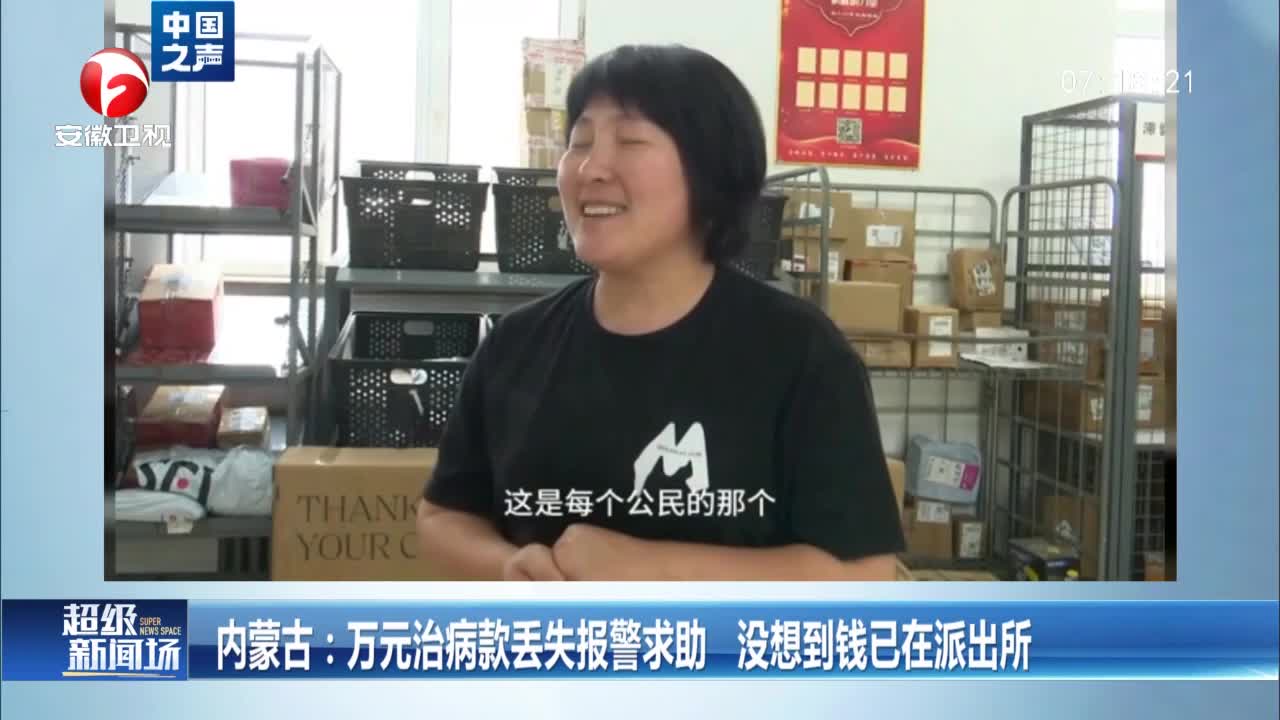 中国
之声
安徽卫视
THANK
YOUR C
这是每个公民的那个
超级
新闻场
SUPER
NEWS SPACE
内蒙古：万元治病款丢失报警求助 没想到钱已在派出所